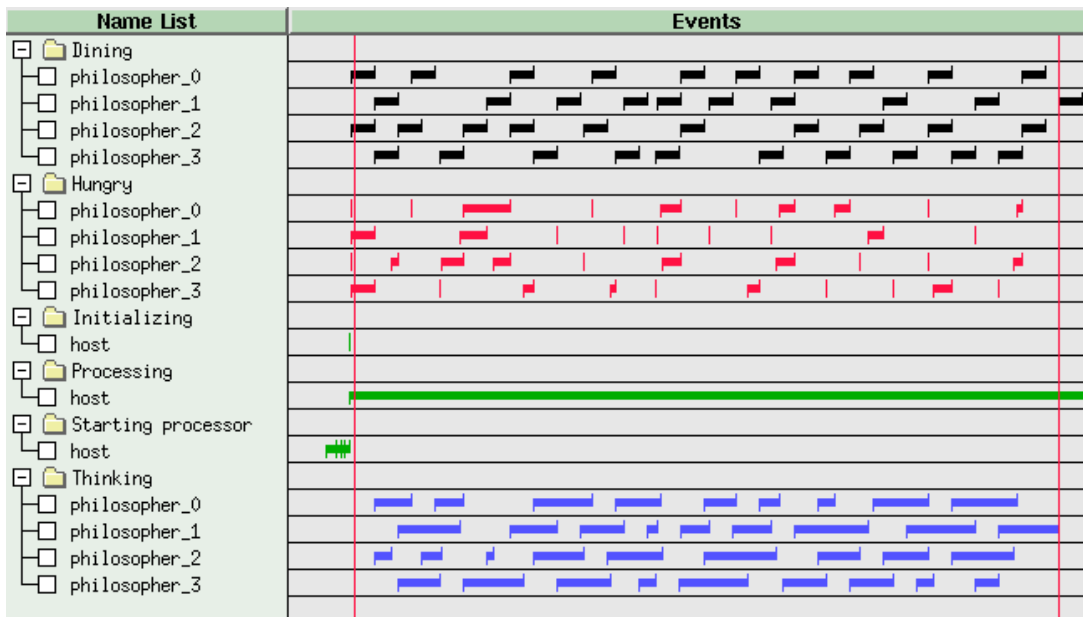 Name List Events
Dining
philosopher_0
philosopher_1
philosopher_2
philosopher_3
Hungry
philosopher_0
philosopher_1
philosopher_2
philosopher_3
Initializing
host
Processing
host
Starting processor
host
Thinking
philosopher_0
philosopher_1
philosopher_2
philosopher_3